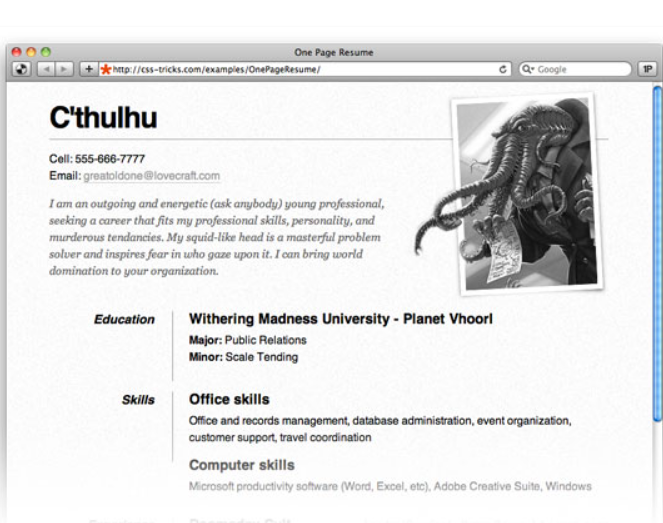 One Page Resume
http://css-tricks.com/examples/OnePageResume/
Google
1P
C'thulhu
Cell: 555-666-7777
Email: greatoldone@lovecraft.com
I am an outgoing and energetic (ask anybody) young professional,
seeking a career that fits my professional skills, personality, and
murderous tendancies. My squid-like head is a masterful problem
solver and inspires fear in who gaze upon it. I can bring world
domination to your organization.
Education
Withering Madness University - Planet Vhoorl
Major: Public Relations
Minor: Scale Tending
Skills
Office skills
Office and records management, database administration, event organization,
customer support, travel coordination
Computer skills
Microsoft productivity software (Word, Excel, etc), Adobe Creative Suite, Windows